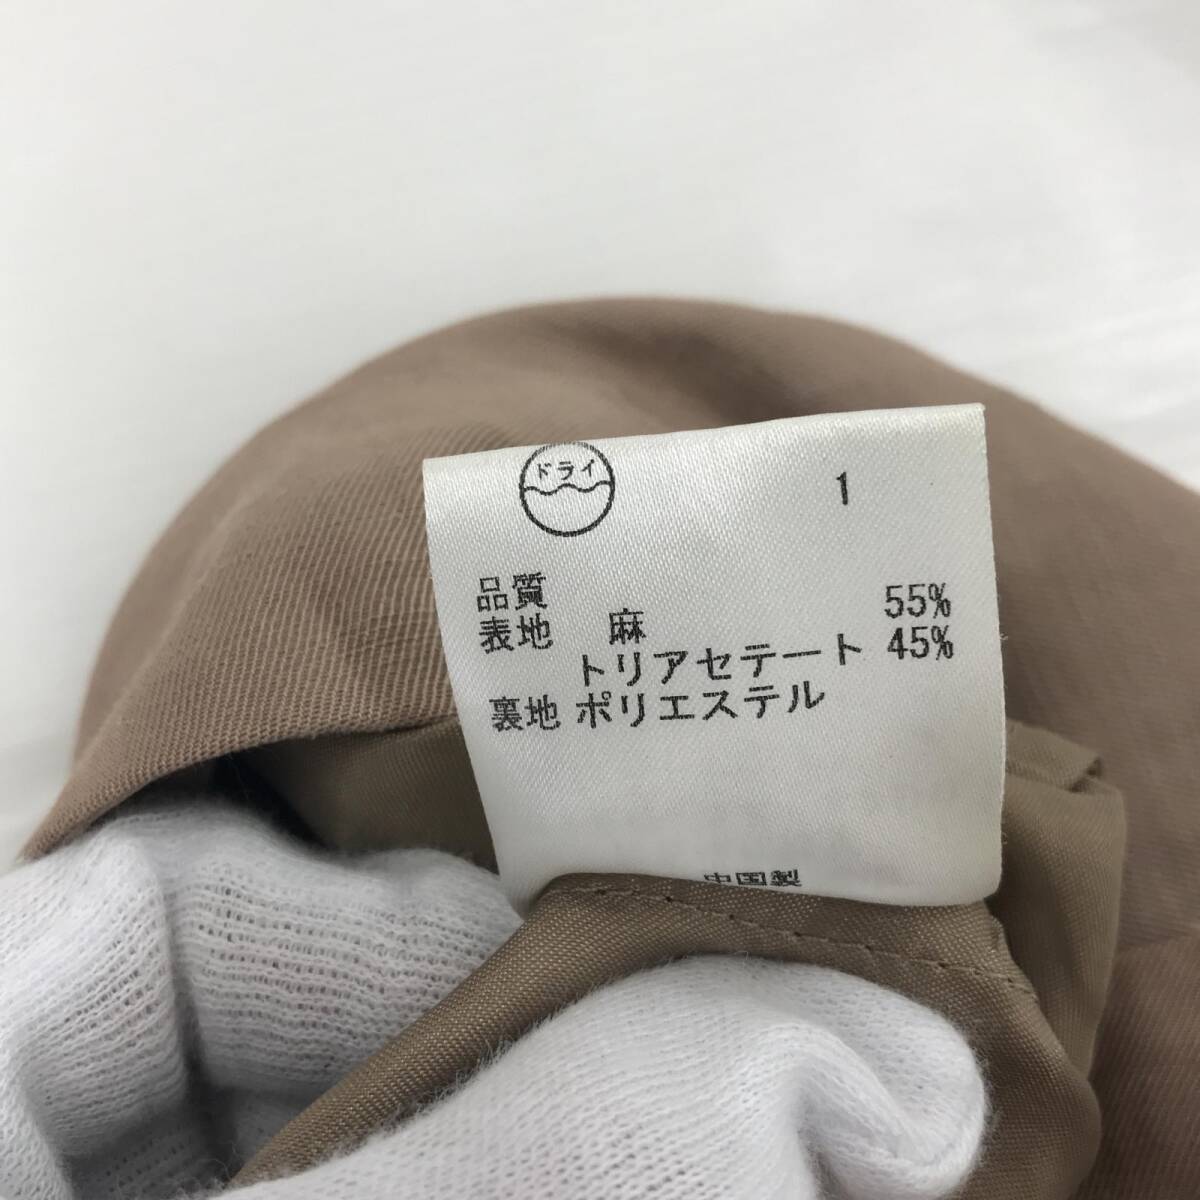 ドライ
1
品質
表地 麻 55%
トリアセテート 45%
裏地 ポリエステル
中国製